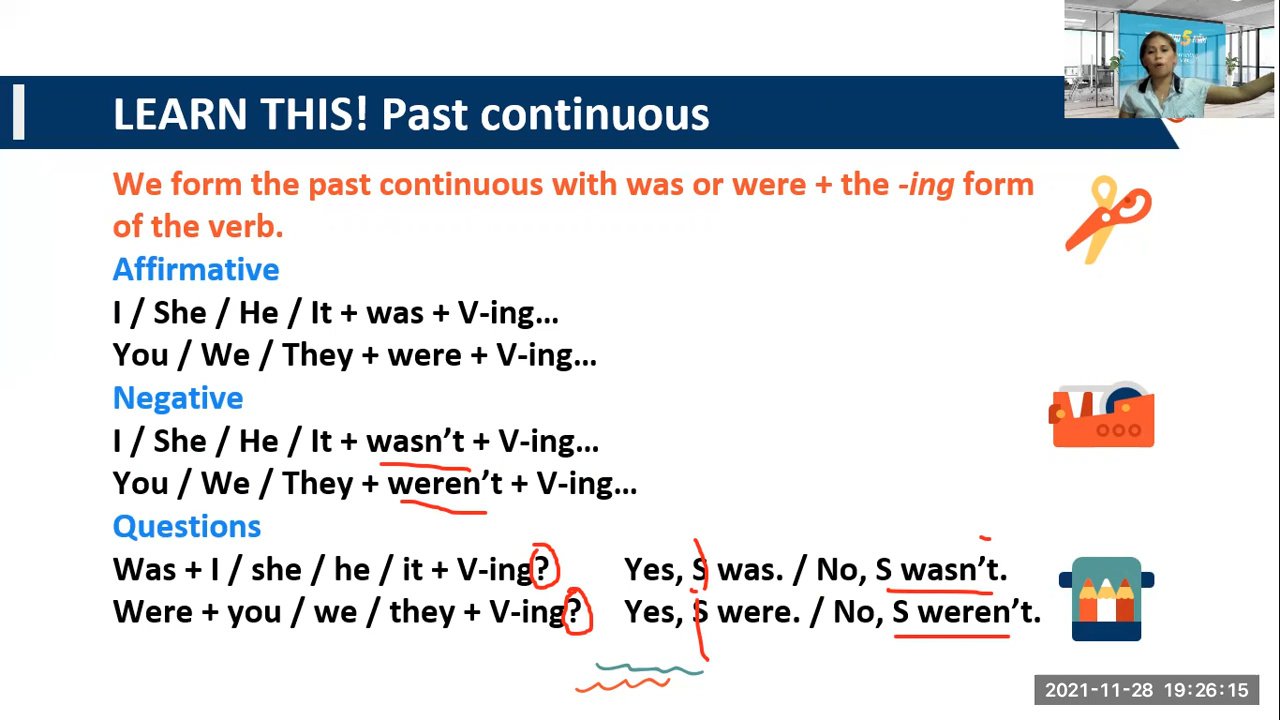 LEARN THIS! Past continuous
We form the past continuous with was or were + the -ing form
of the verb.
Affirmative
I / She / He / It + was + V-ing...
You / We / They + were + V-ing...
Negative
I / She / He / It + wasn’t + V-ing...
You / We / They + weren’t + V-ing...
Questions
Was + I / she / he / it + V-ing? Yes, S was. / No, S wasn’t.
Were + you / we / they + V-ing? Yes, S were. / No, S weren’t.
2021-11-28 19:26:15